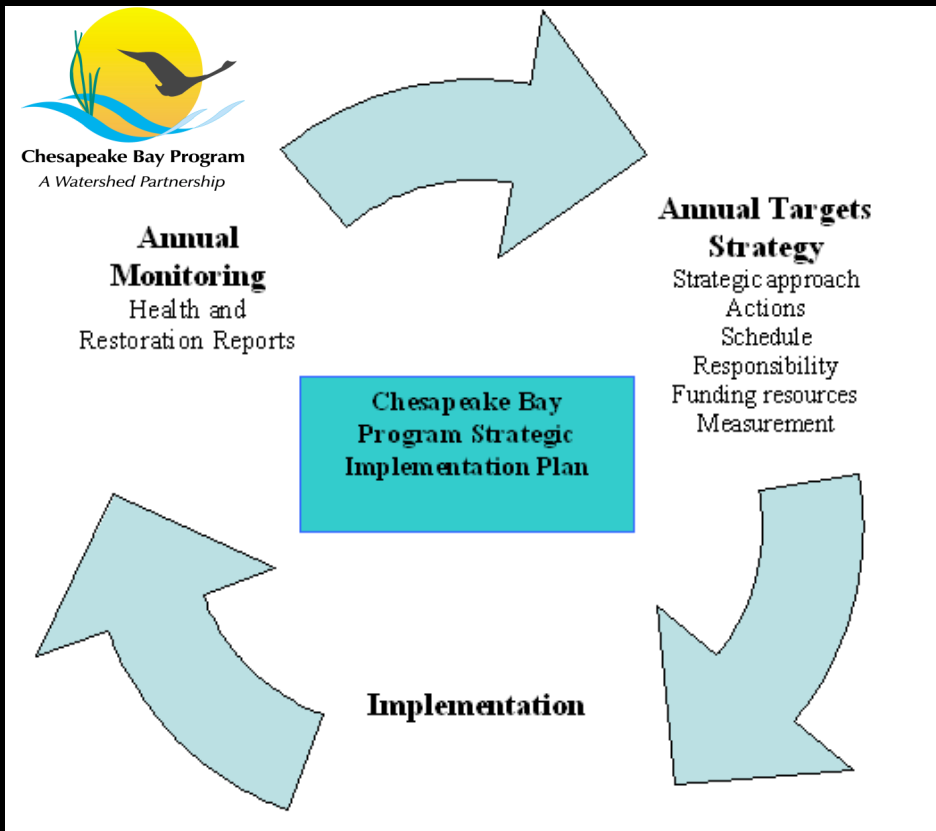 Chesapeake Bay Program
A Watershed Partnership
Annual
Monitoring
Health and
Restoration Reports
Annual Targets
Strategy
Strategic approach
Actions
Schedule
Responsibility
Funding resources
Measurement
Chesapeake Bay
Program Strategic
Implementation Plan
Implementation